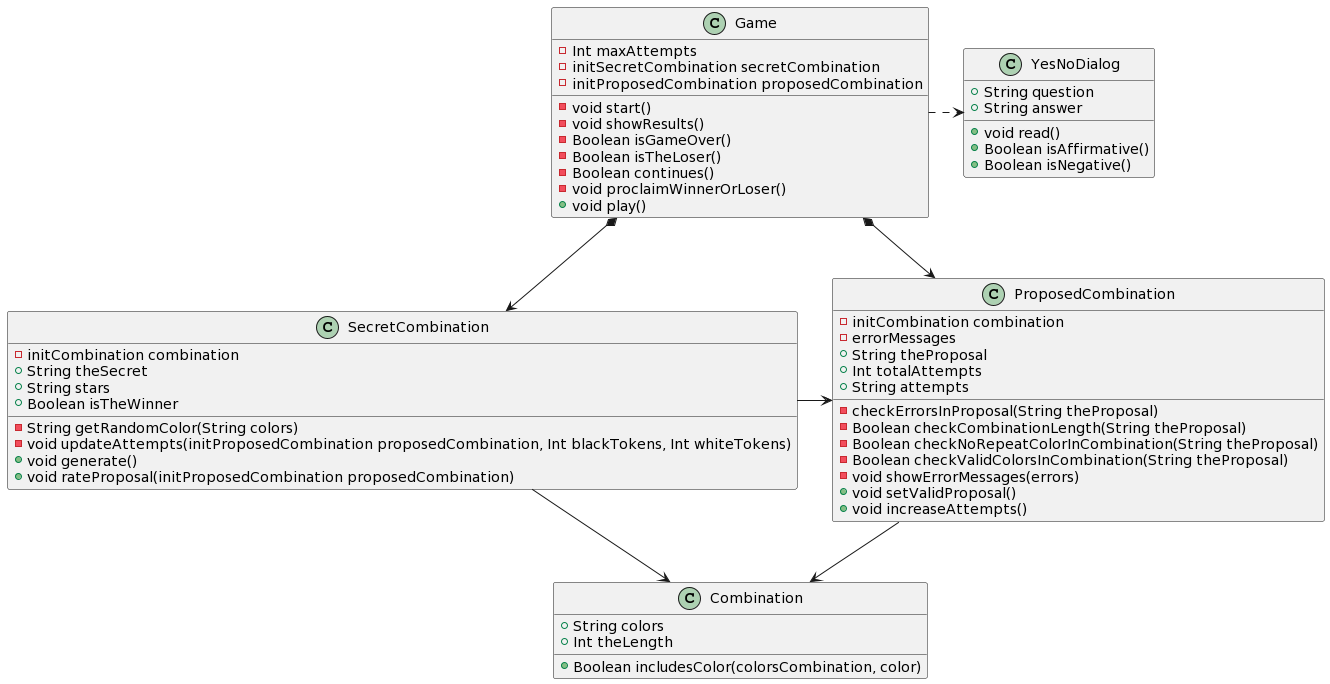 C Game
Int maxAttempts
initSecretCombination secretCombination
initProposedCombination proposedCombination
void start()
void showResults()
Boolean isGameOver()
Boolean isTheLoser()
Boolean continues()
void proclaimWinnerOrLoser()
void play()
C YesNoDialog
String question
String answer
void read()
Boolean isAffirmative()
Boolean isNegative()
C SecretCombination
initCombination combination
String theSecret
String stars
Boolean isTheWinner
String getRandomColor(String colors)
void updateAttempts(initProposedCombination proposedCombination, Int blackTokens, Int whiteTokens)
void generate()
void rateProposal(initProposedCombination proposedCombination)
C ProposedCombination
initCombination combination
errorMessages
String theProposal
Int totalAttempts
String attempts
checkErrorsInProposal(String theProposal)
Boolean checkCombinationLength(String theProposal)
Boolean checkNoRepeatColorInCombination(String theProposal)
Boolean checkValidColorsInCombination(String theProposal)
void showErrorMessages(errors)
void setValidProposal()
void increaseAttempts()
C Combination
String colors
Int theLength
Boolean includesColor(colorsCombination, color)